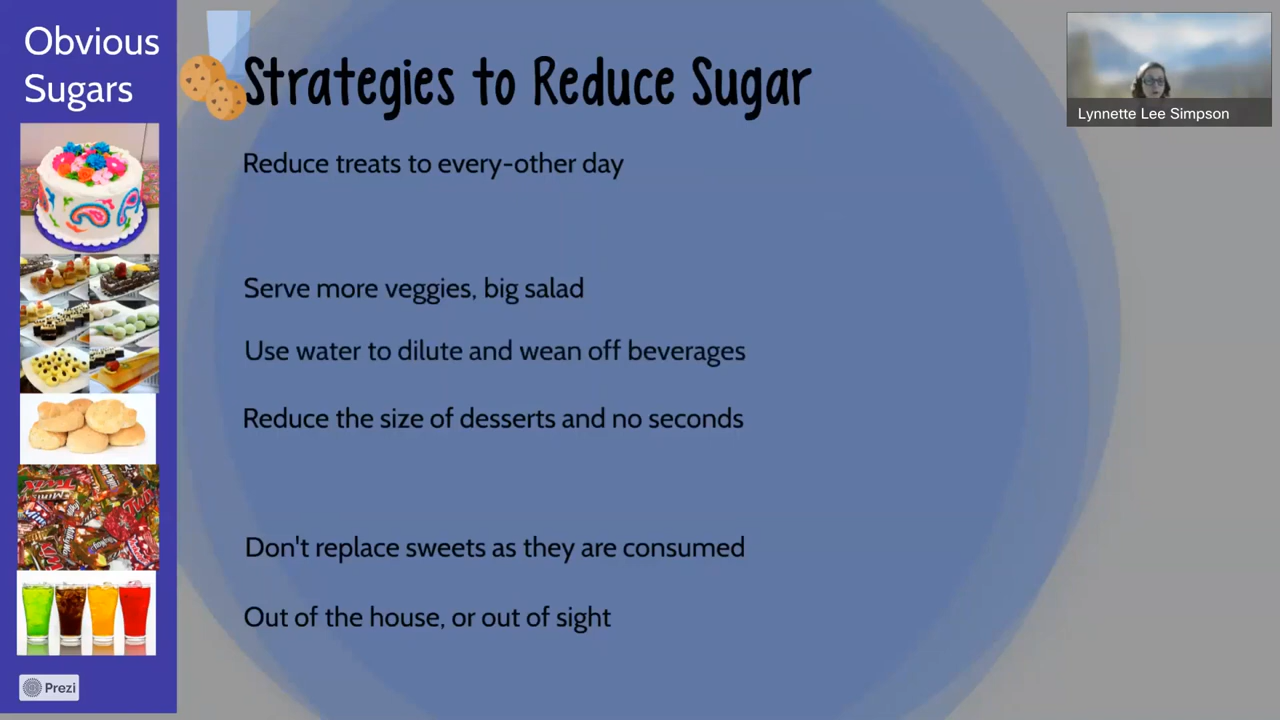 Obvious
Sugars
Strategies to Reduce Sugar
Lynnette Lee Simpson
Reduce treats to every-other day
Serve more veggies, big salad
Use water to dilute and wean off beverages
Reduce the size of desserts and no seconds
Don't replace sweets as they are consumed
Out of the house, or out of sight
Twix
Prezi